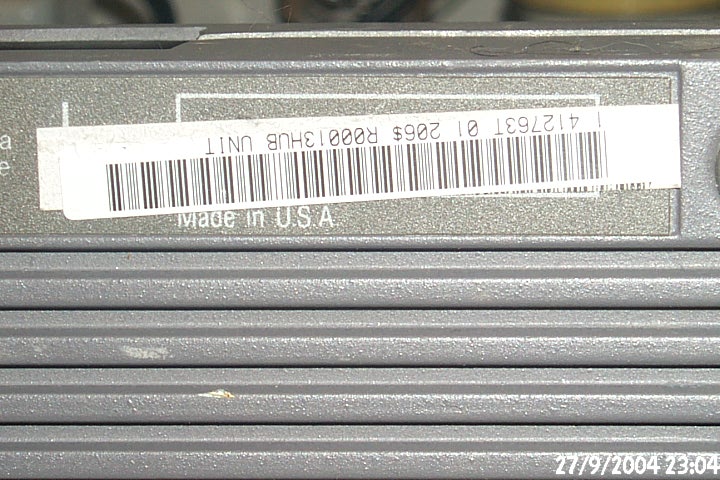 a
e
1 412763T 01 206$ R00013HUB UNIT
Made in U.S.A
27/9/2004 23:04